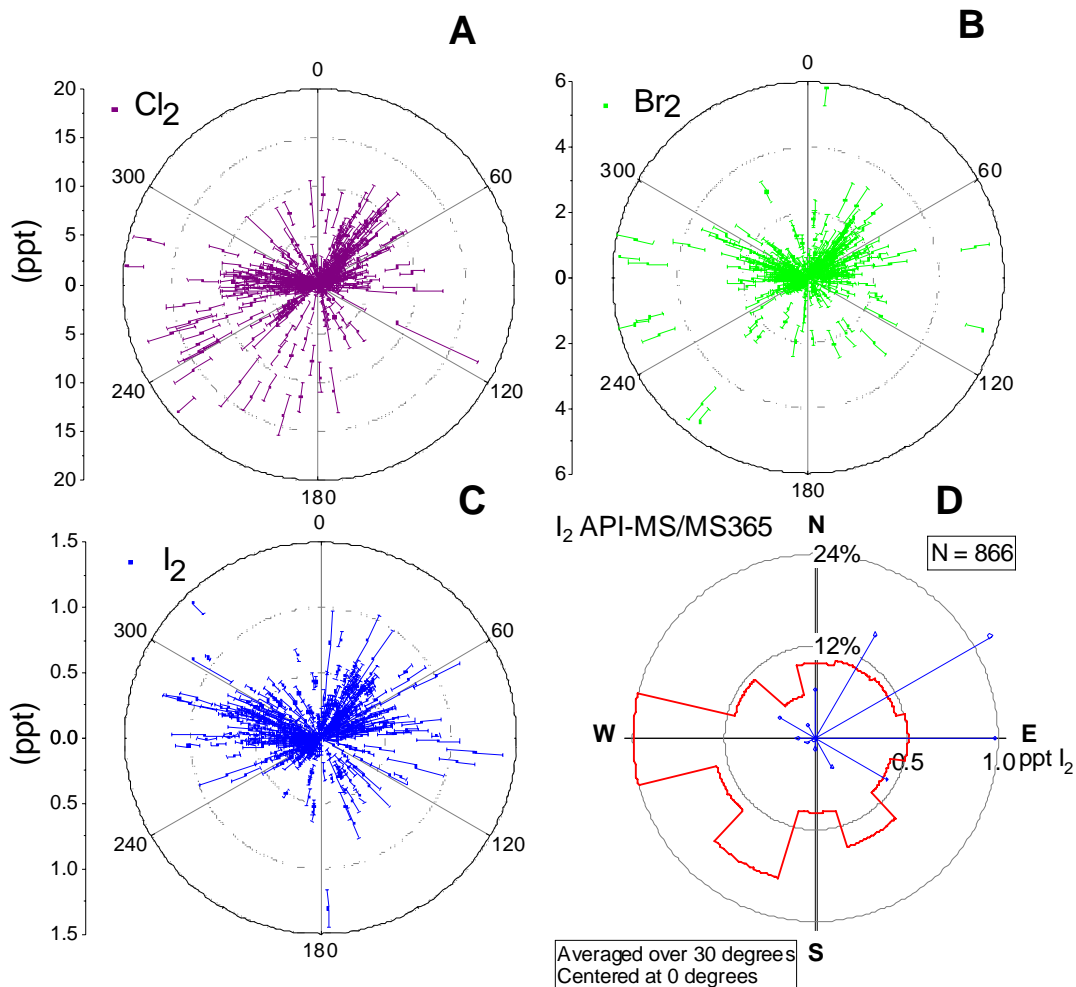 A
0
20
15
10
5
0
5
10
15
20
(ppt)
Cl2
300
60
240
120
180
B
0
6
4
2
0
2
4
6
Br2
300
60
240
120
180
C
0
1.5
1.0
0.5
0.0
0.5
1.0
1.5
(ppt)
I2
300
60
240
120
180
D
I2 API-MS/MS365
N
N = 866
24%
12%
W
E
0.5
1.0
ppt I2
S
Averaged over 30 degrees
Centered at 0 degrees